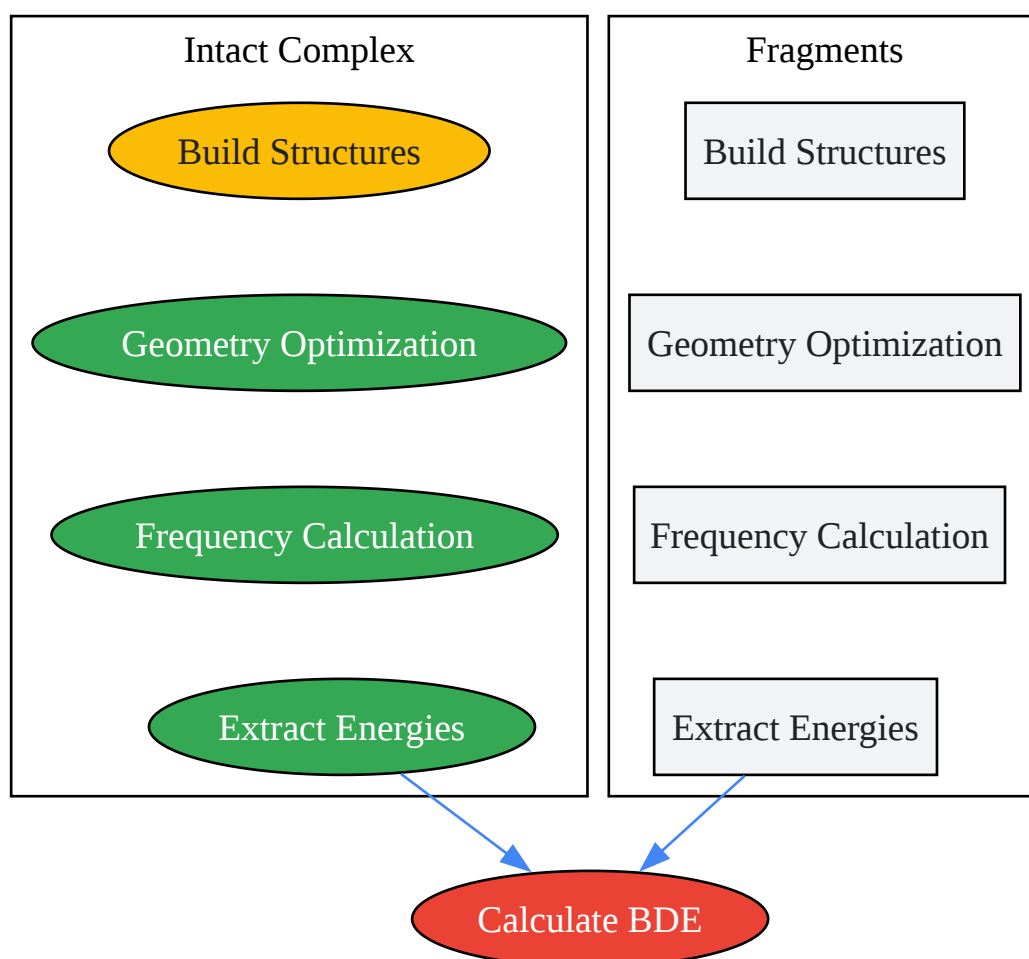 Intact Complex
Build Structures
Geometry Optimization
Frequency Calculation
Extract Energies
Fragments
Build Structures
Geometry Optimization
Frequency Calculation
Extract Energies
Calculate BDE